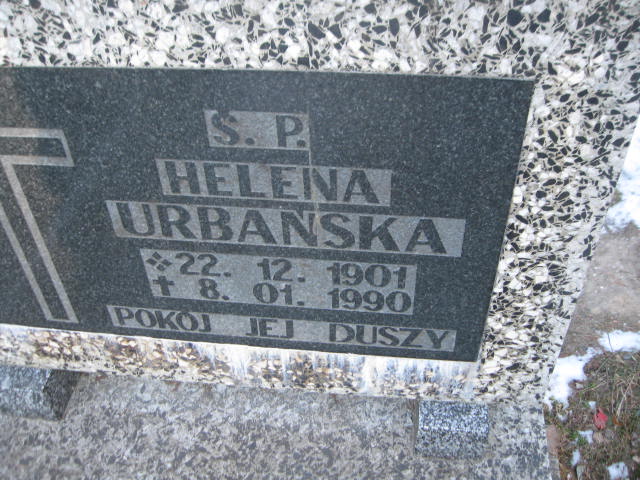 Ś. P.
HELENA
URBAŃSKA
22. 12. 1901
8. 01. 1990
POKÓJ JEJ DUSZY